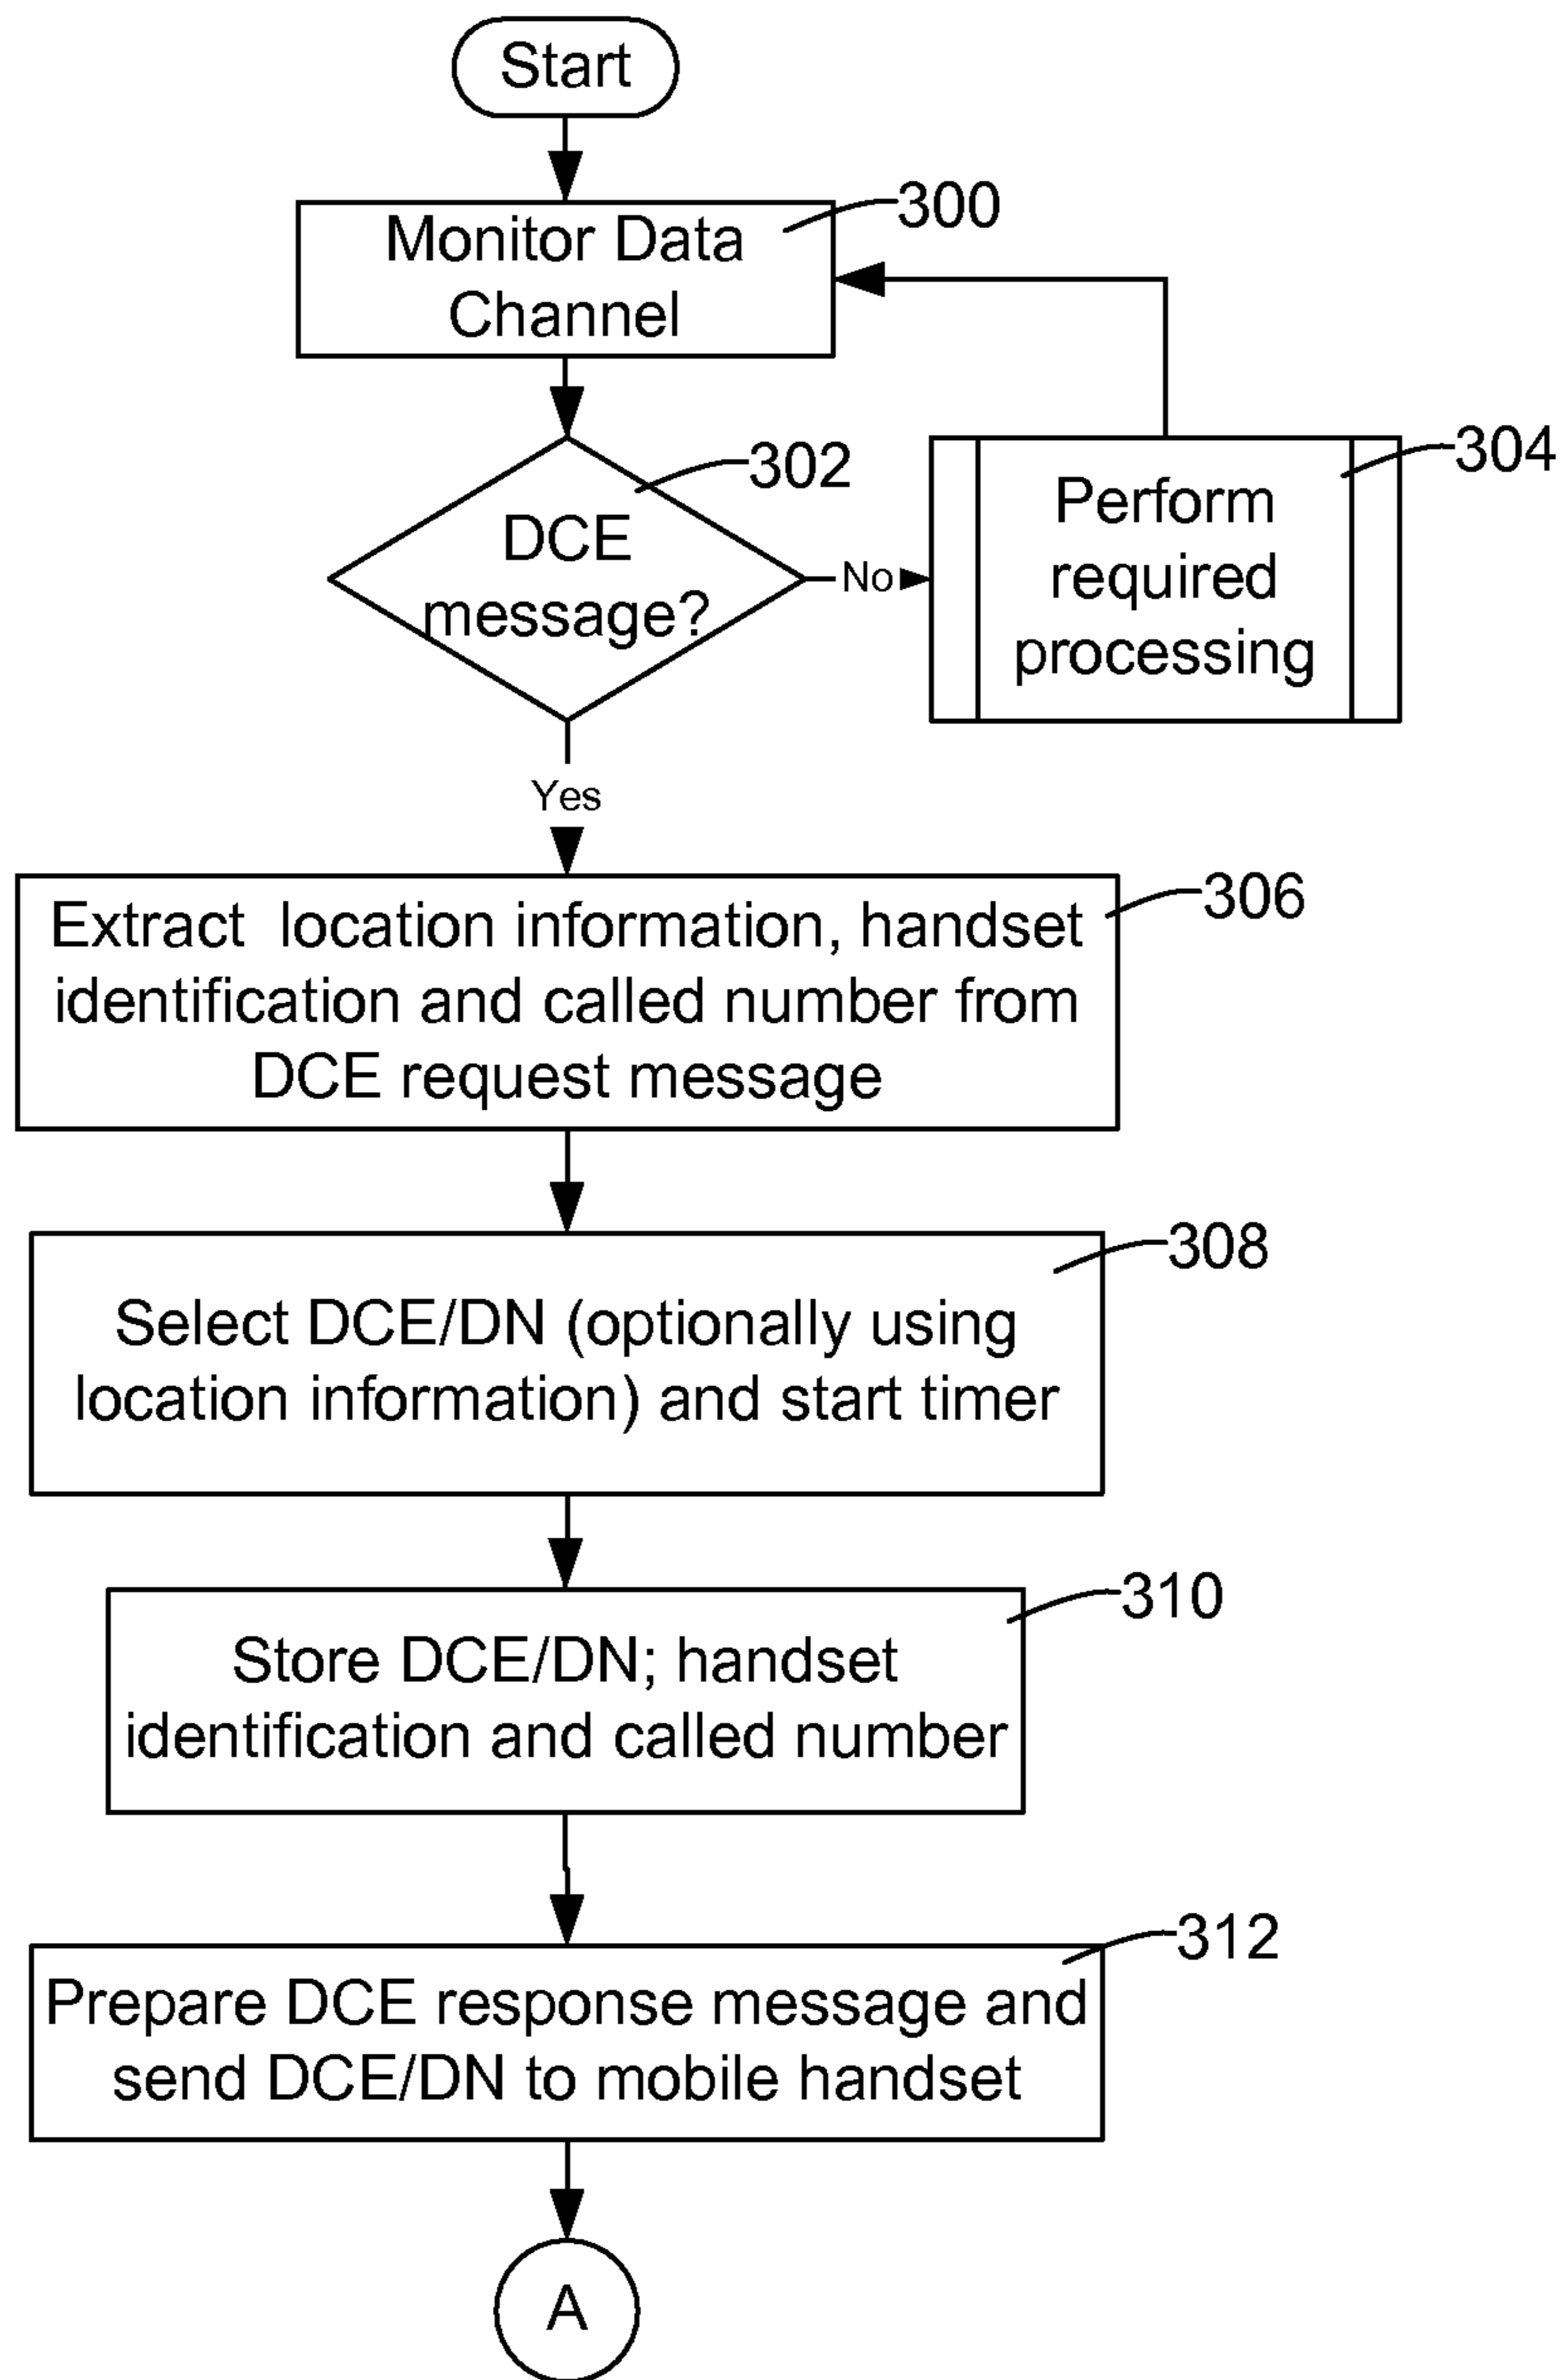 Start
300
Monitor Data
Channel
302
DCE
message?
No
304
Perform
required
processing
Yes
306
Extract location information, handset
identification and called number from
DCE request message
308
Select DCE/DN (optionally using
location information) and start timer
310
Store DCE/DN; handset
identification and called number
312
Prepare DCE response message and
send DCE/DN to mobile handset
A